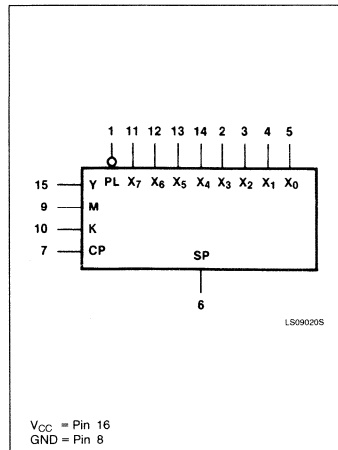 1 11 12 13 14 2 3 4 5
15 Y PL X7 X6 X5 X4 X3 X2 X1 X0
9 M
10 K
7 CP SP
6
LS09020S
VCC = Pin 16
GND = Pin 8